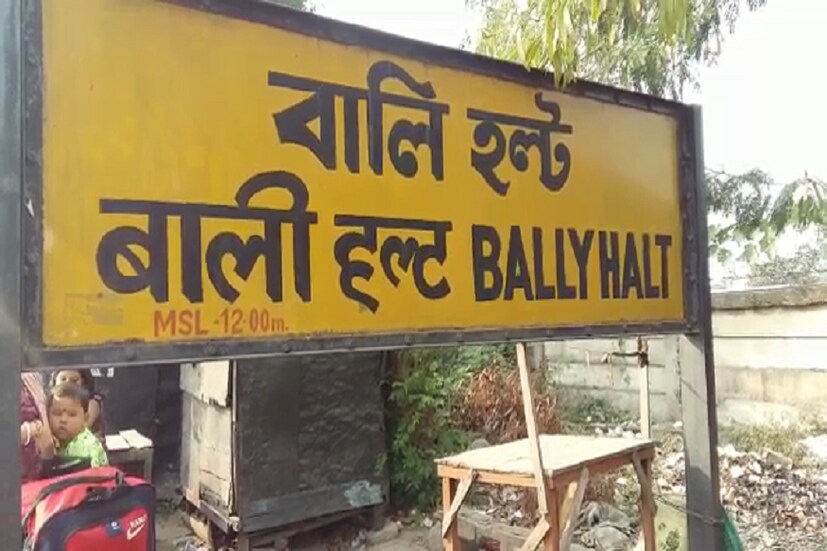 বালি হল্ট
बाली हल्ट BALLY HALT
MSL -12·00m.